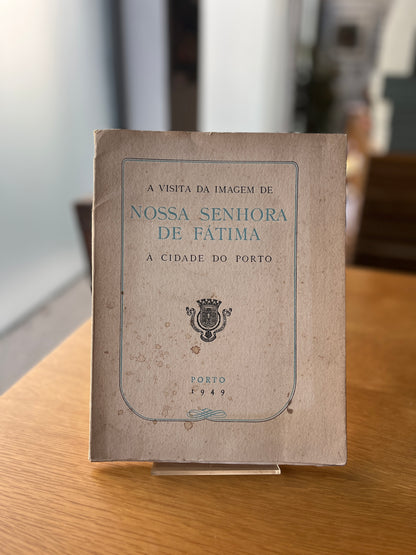 A VISITA DA IMAGEM DE
NOSSA SENHORA
DE FÁTIMA
À CIDADE DO PORTO
PORTO
1949